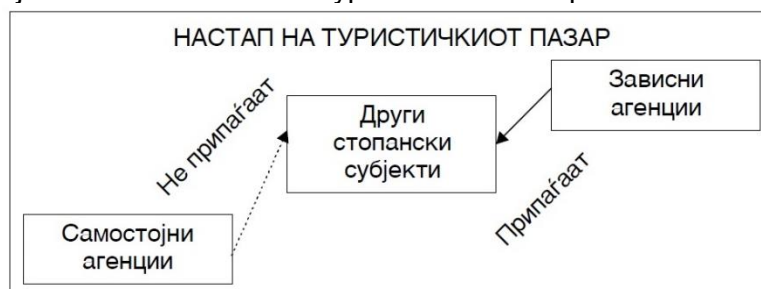 НАСТАП НА ТУРИСТИЧКИОТ ПАЗАР
Зависни
агенции
Други
стопански
субјекти
Не припаѓаат
Припаѓаат
Самостојни
агенции